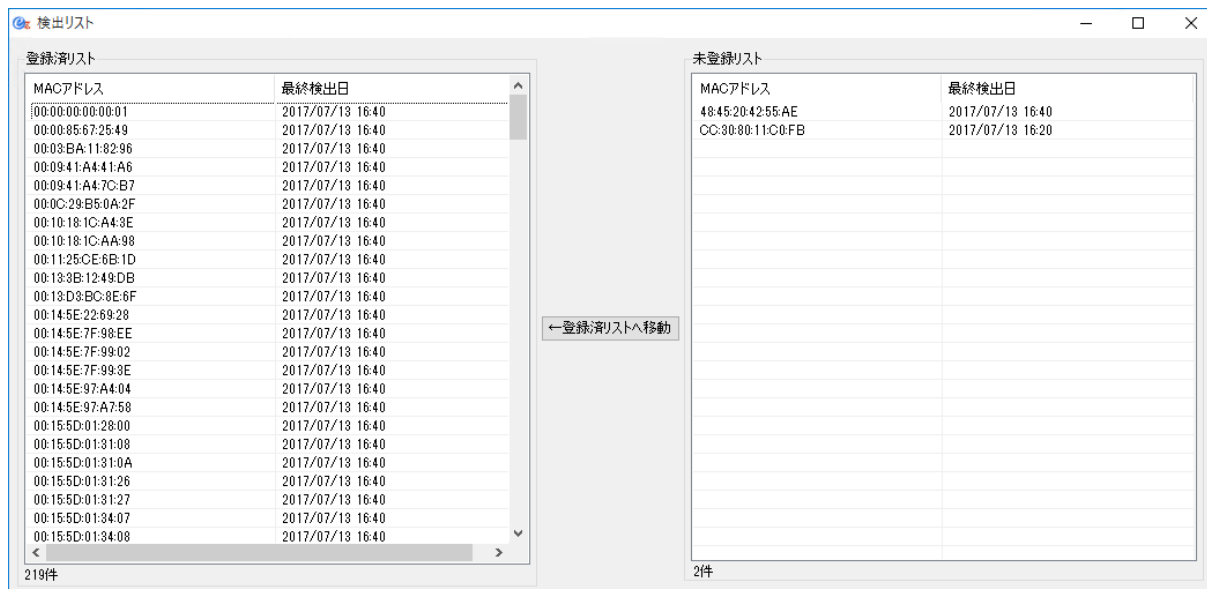 検出リスト
登録済リスト
MACアドレス 最終検出日
00:00:00:00:00:01 2017/07/13 16:40
00:00:85:67:25:49 2017/07/13 16:40
00:03:BA:11:82:96 2017/07/13 16:40
00:09:41:A4:41:A6 2017/07/13 16:40
00:09:41:A4:7C:B7 2017/07/13 16:40
00:0C:29:B5:0A:2F 2017/07/13 16:40
00:10:18:1C:A4:3E 2017/07/13 16:40
00:10:18:1C:AA:98 2017/07/13 16:40
00:11:25:CE:6B:1D 2017/07/13 16:40
00:13:3B:12:49:DB 2017/07/13 16:40
00:13:D3:BC:8E:6F 2017/07/13 16:40
00:14:5E:22:69:28 2017/07/13 16:40
00:14:5E:7F:98:EE 2017/07/13 16:40
00:14:5E:7F:99:02 2017/07/13 16:40
00:14:5E:7F:99:3E 2017/07/13 16:40
00:14:5E:97:A4:04 2017/07/13 16:40
00:14:5E:97:A7:58 2017/07/13 16:40
00:15:5D:01:28:00 2017/07/13 16:40
00:15:5D:01:31:08 2017/07/13 16:40
00:15:5D:01:31:0A 2017/07/13 16:40
00:15:5D:01:31:26 2017/07/13 16:40
00:15:5D:01:31:27 2017/07/13 16:40
00:15:5D:01:34:07 2017/07/13 16:40
00:15:5D:01:34:08 2017/07/13 16:40
219件
←登録済リストへ移動
未登録リスト
MACアドレス 最終検出日
48:45:20:42:55:AE 2017/07/13 16:40
CC:30:80:11:C0:FB 2017/07/13 16:20
2件